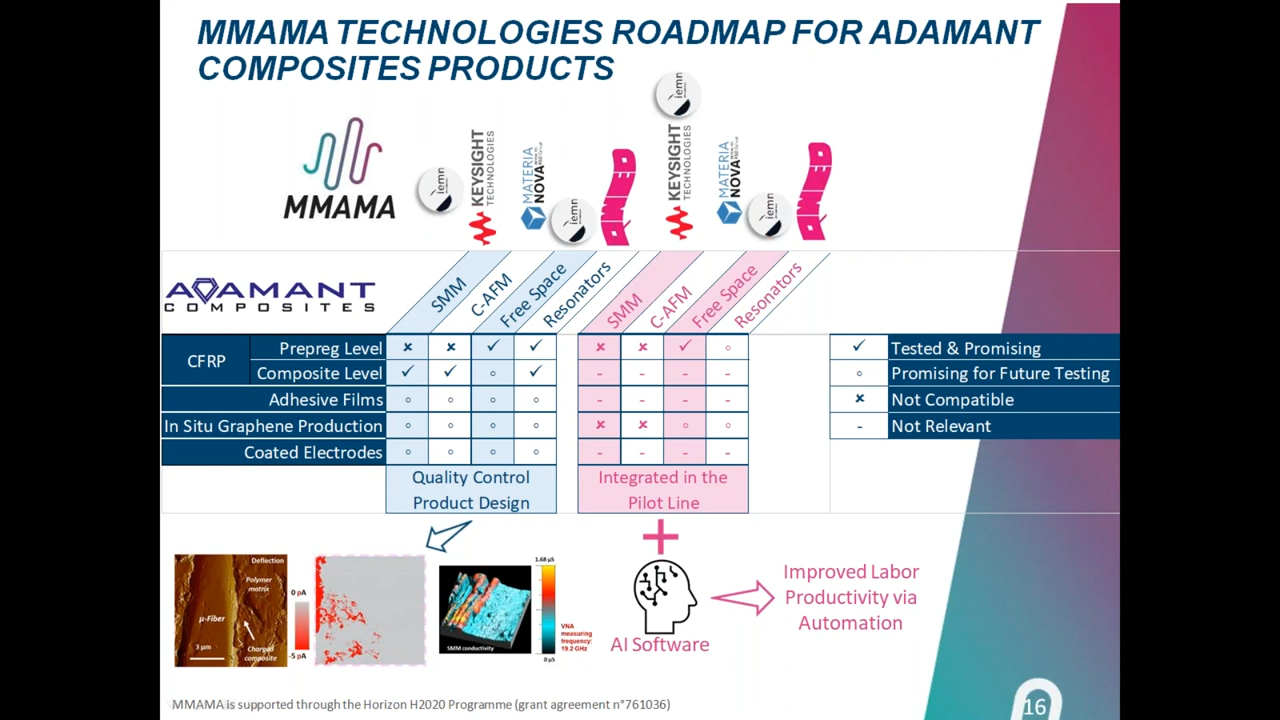 MMAMA TECHNOLOGIES ROADMAP FOR ADAMANT
COMPOSITES PRODUCTS
MMAMA
iemn
KEYSIGHT
TECHNOLOGIES
MATERIA
NOVA
iemn
iemn
KEYSIGHT
TECHNOLOGIES
MATERIA
NOVA
iemn
ADAMANT
COMPOSITES
SMM
C-AFM
Free Space
Resonators
SMM
C-AFM
Free Space
Resonators
CFRP
Prepreg Level ✘ ✘ ✓ ✓ ✘ ✘ ✓ ○
Composite Level ✓ ✓ ○ ✓ - - - -
Adhesive Films ○ ○ ○ ○ - - - -
In Situ Graphene Production ○ ○ ○ ○ ✘ ✘ ○ ○
Coated Electrodes ○ ○ ○ ○ - - - -
✓ Tested & Promising
○ Promising for Future Testing
✘ Not Compatible
- Not Relevant
Quality Control
Product Design
Integrated in the
Pilot Line
+
Deflection
Polymer
matrix
μ-Fiber
3 μm
Charged
composite
0 pA
-5 pA
SMM conductivity
1.68 μS
VNA
measuring
frequency:
19.2 GHz
0 μS
AI Software
Improved Labor
Productivity via
Automation
MMAMA is supported through the Horizon H2020 Programme (grant agreement n°761036)
16